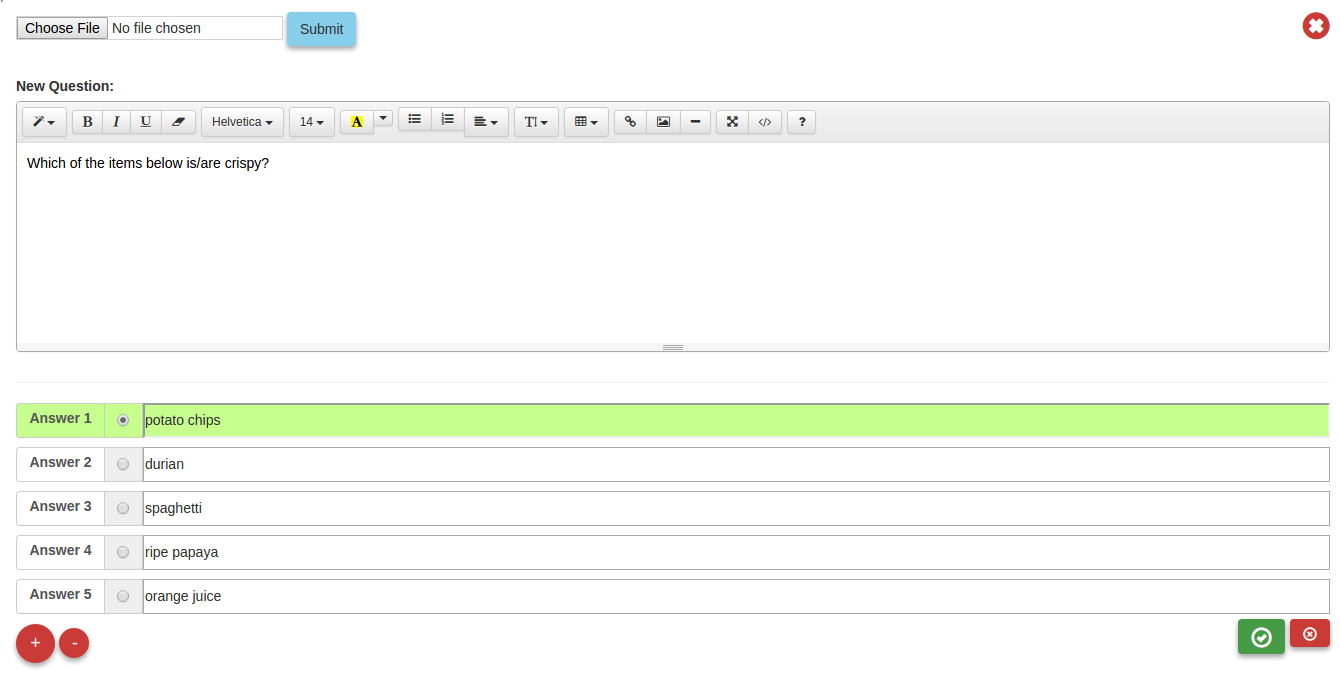 Choose File No file chosen Submit
New Question:
B I U Helvetica 14 A T </> ?
Which of the items below is/are crispy?
Answer 1 potato chips
Answer 2 durian
Answer 3 spaghetti
Answer 4 ripe papaya
Answer 5 orange juice
+ -